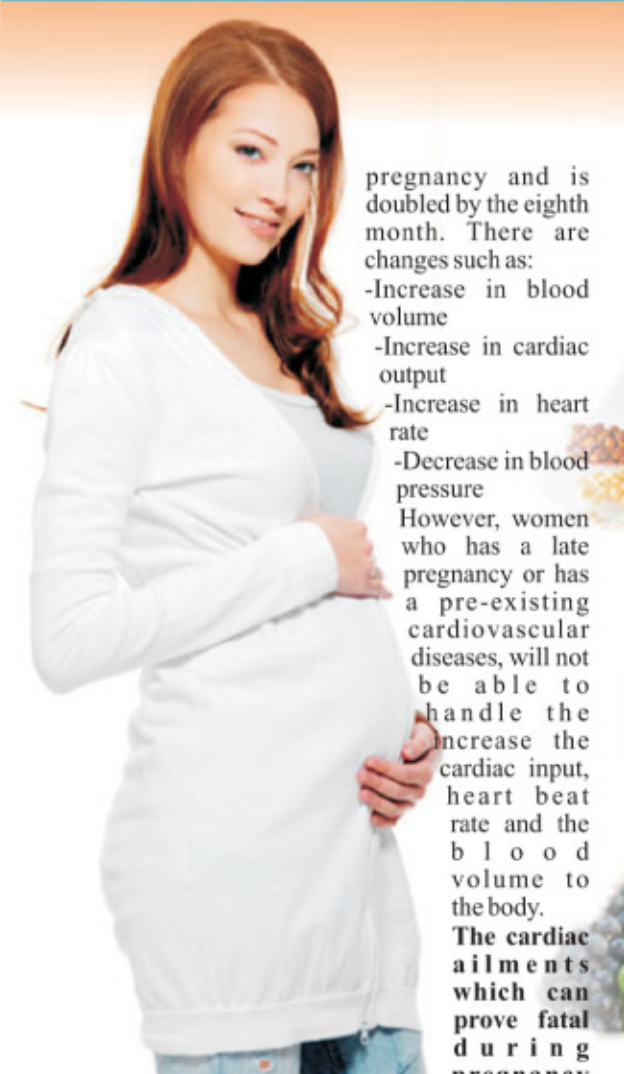 pregnancy and is
doubled by the eighth
month. There are
changes such as:
-Increase in blood
volume
-Increase in cardiac
output
-Increase in heart
rate
-Decrease in blood
pressure
However, women
who has a late
pregnancy or has
a pre-existing
cardiovascular
diseases, will not
be able to
handle the
increase the
cardiac input,
heart beat
rate and the
blood
volume to
the body.
The cardiac
ailments
which can
prove fatal
during
pregnancy